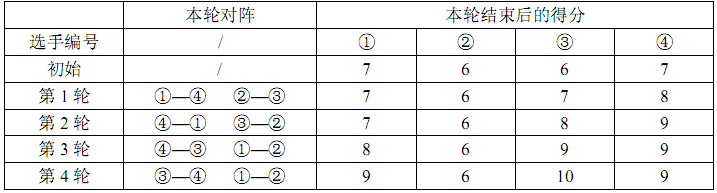 本轮对阵 本轮结束后的得分
选手编号 / ① ② ③ ④
初始 / 7 6 6 7
第 1 轮 ①—④ ②—③ 7 6 7 8
第 2 轮 ④—① ③—② 7 6 8 9
第 3 轮 ④—③ ①—② 8 6 9 9
第 4 轮 ③—④ ①—② 9 6 10 9